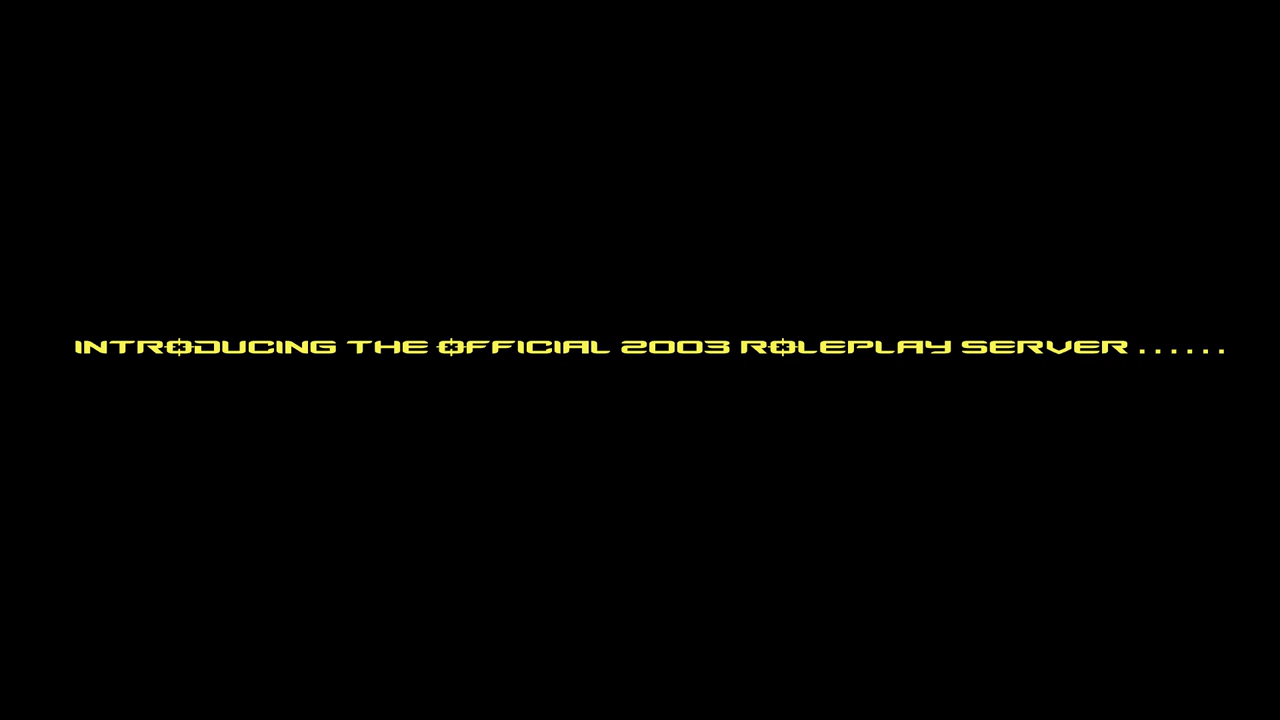 INTRODUCING THE OFFICIAL 2003 ROLEPLAY SERVER ......